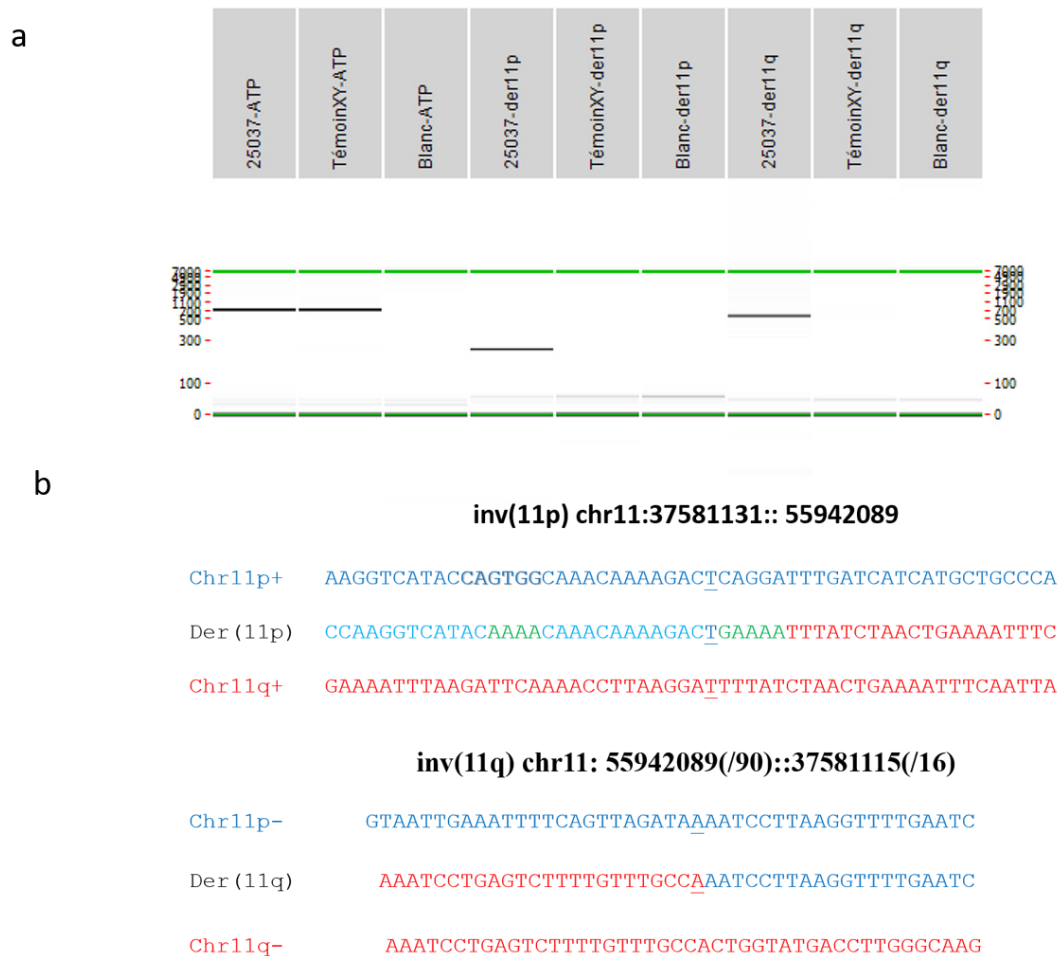 a
25037-ATP
TémoinXY-ATP
Blanc-ATP
25037-der11p
TémoinXY-der11p
Blanc-der11p
25037-der11q
TémoinXY-der11q
Blanc-der11q
7000 7000
1100 1100
700 700
500 500
300 300
100 100
0 0
b
inv(11p) chr11:37581131:: 55942089
Chr11p+ AAGGTCATACCAGTGGCAAACAAAAGACTCAGGATTTGATCATCATGCTGCCCA
Der(11p) CCAAGGTCATACAAAACAAACAAAAGACTGAAAATTTATCTAACTGAAAATTTC
Chr11q+ GAAAATTTAAGATTCAAAACCTTAAGGATTTTATCTAACTGAAAATTTCAATTA
inv(11q) chr11: 55942089(/90)::37581115(/16)
Chr11p- GTAATTGAAATTTTCAGTTAGATAAAATCCTTAAGGTTTTGAATC
Der(11q) AAATCCTGAGTCTTTTGTTTGCCAAATCCTTAAGGTTTTGAATC
Chr11q- AAATCCTGAGTCTTTTGTTTGCCACTGGTATGACCTTGGGCAAG